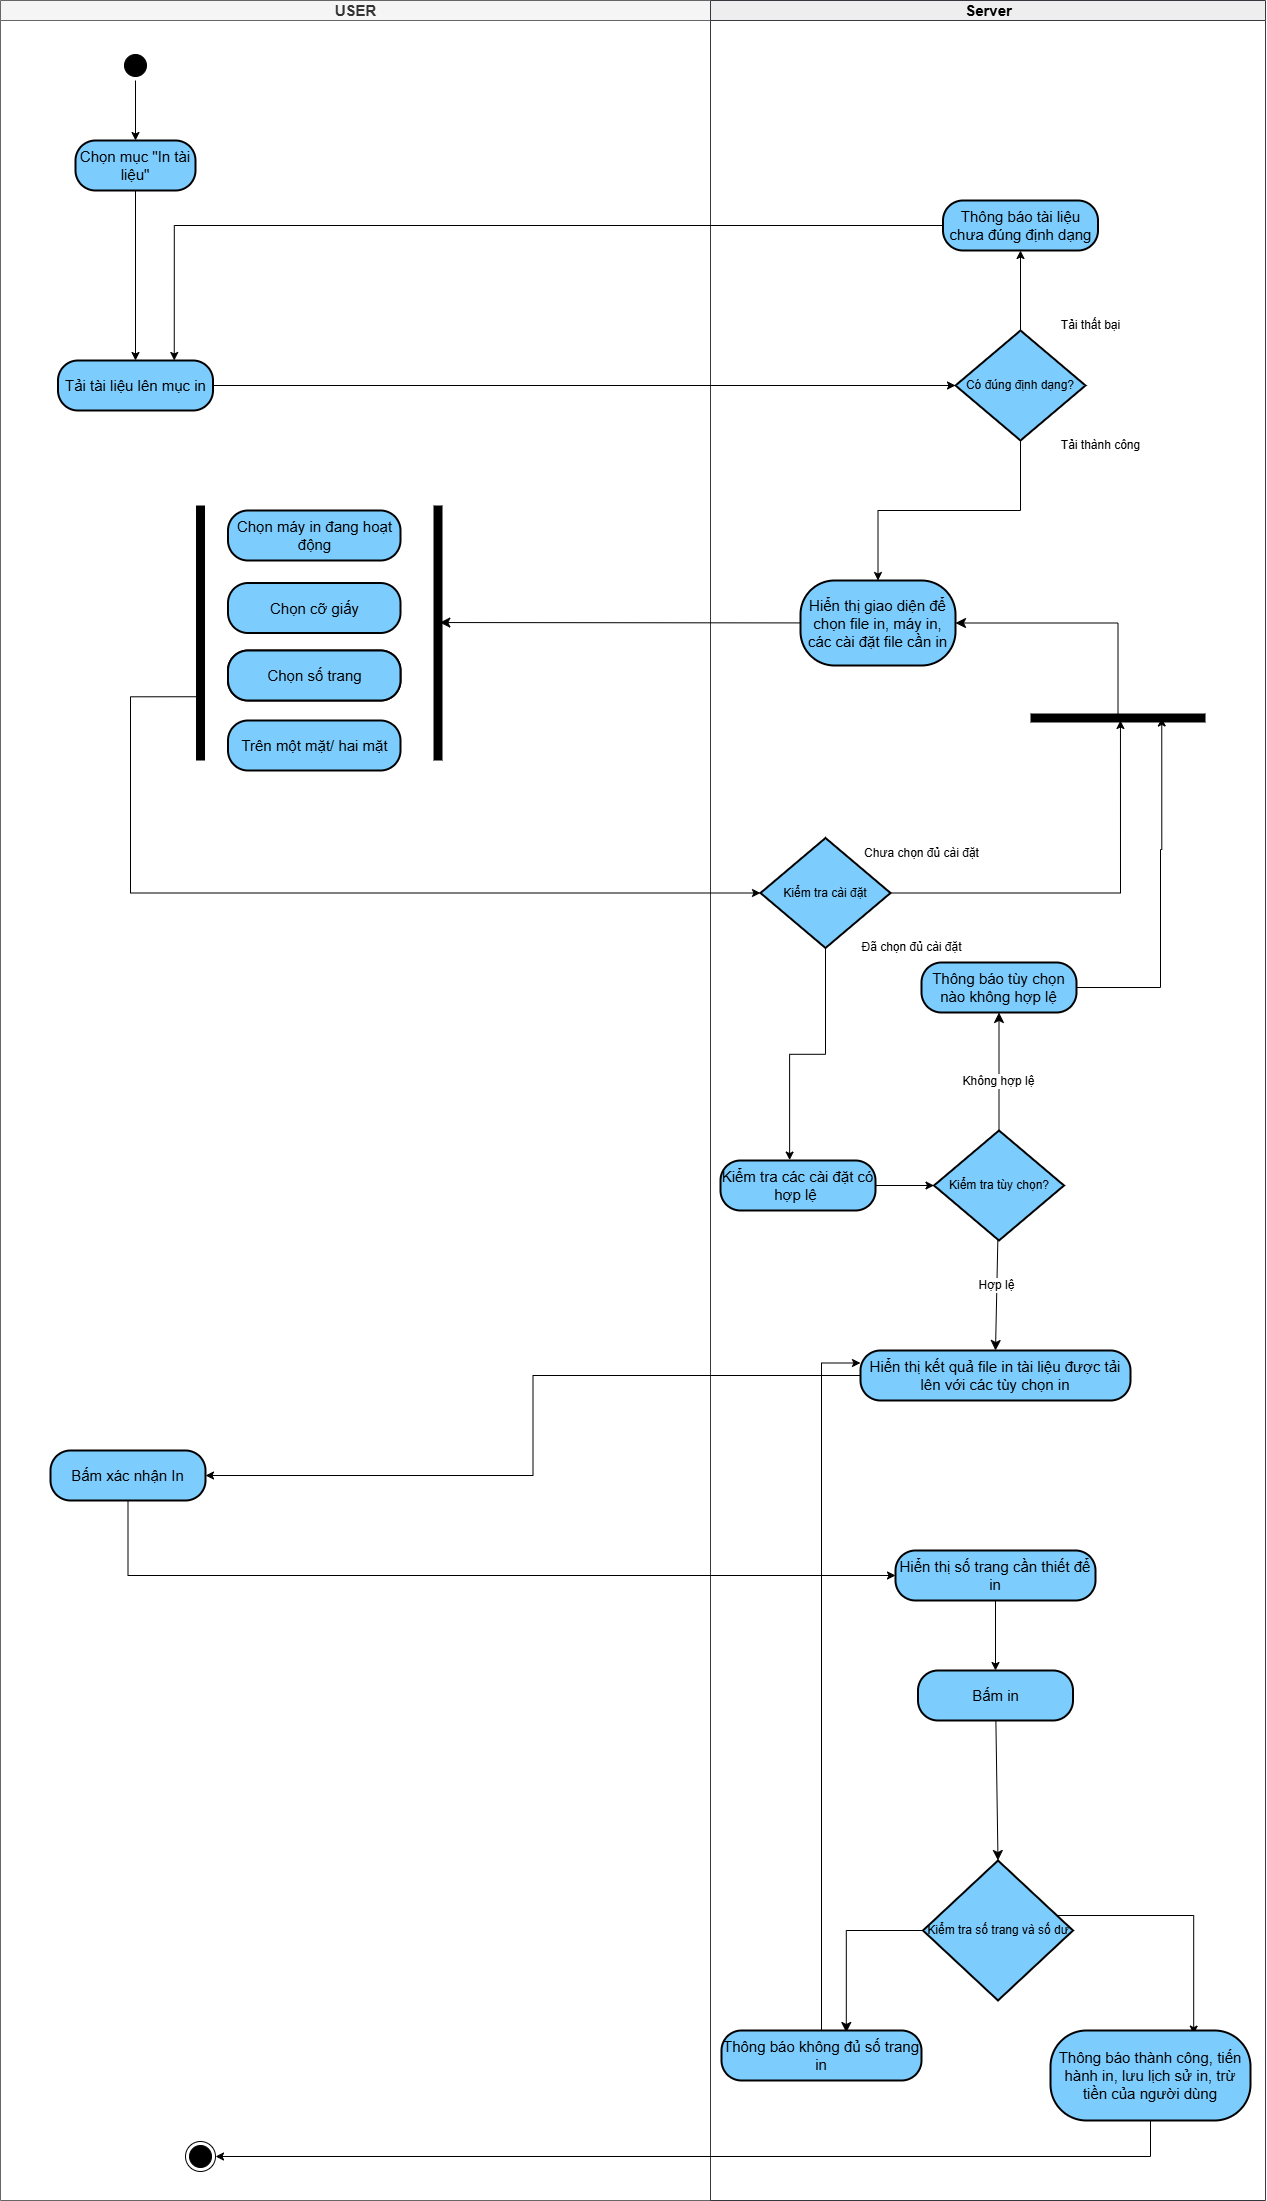 USER
Server
Chọn mục "In tài
liệu"
Thông báo tài liệu
chưa đúng định dạng
Tải thất bại
Tải tài liệu lên mục in
Có đúng định dạng?
Tải thành công
Chọn máy in đang hoạt
động
Chọn cỡ giấy
Chọn số trang
Trên một mặt/ hai mặt
Hiển thị giao diện để
chọn file in, máy in,
các cài đặt file cần in
Chưa chọn đủ cài đặt
Kiểm tra cài đặt
Đã chọn đủ cài đặt
Thông báo tùy chọn
nào không hợp lệ
Không hợp lệ
Kiểm tra các cài đặt có
hợp lệ
Kiểm tra tùy chọn?
Hợp lệ
Hiển thị kết quả file in tài liệu được tải
lên với các tùy chọn in
Bấm xác nhận In
Hiển thị số trang cần thiết để
in
Bấm in
Kiểm tra số trang và số dư
Thông báo không đủ số trang
in
Thông báo thành công, tiến
hành in, lưu lịch sử in, trừ
tiền của người dùng